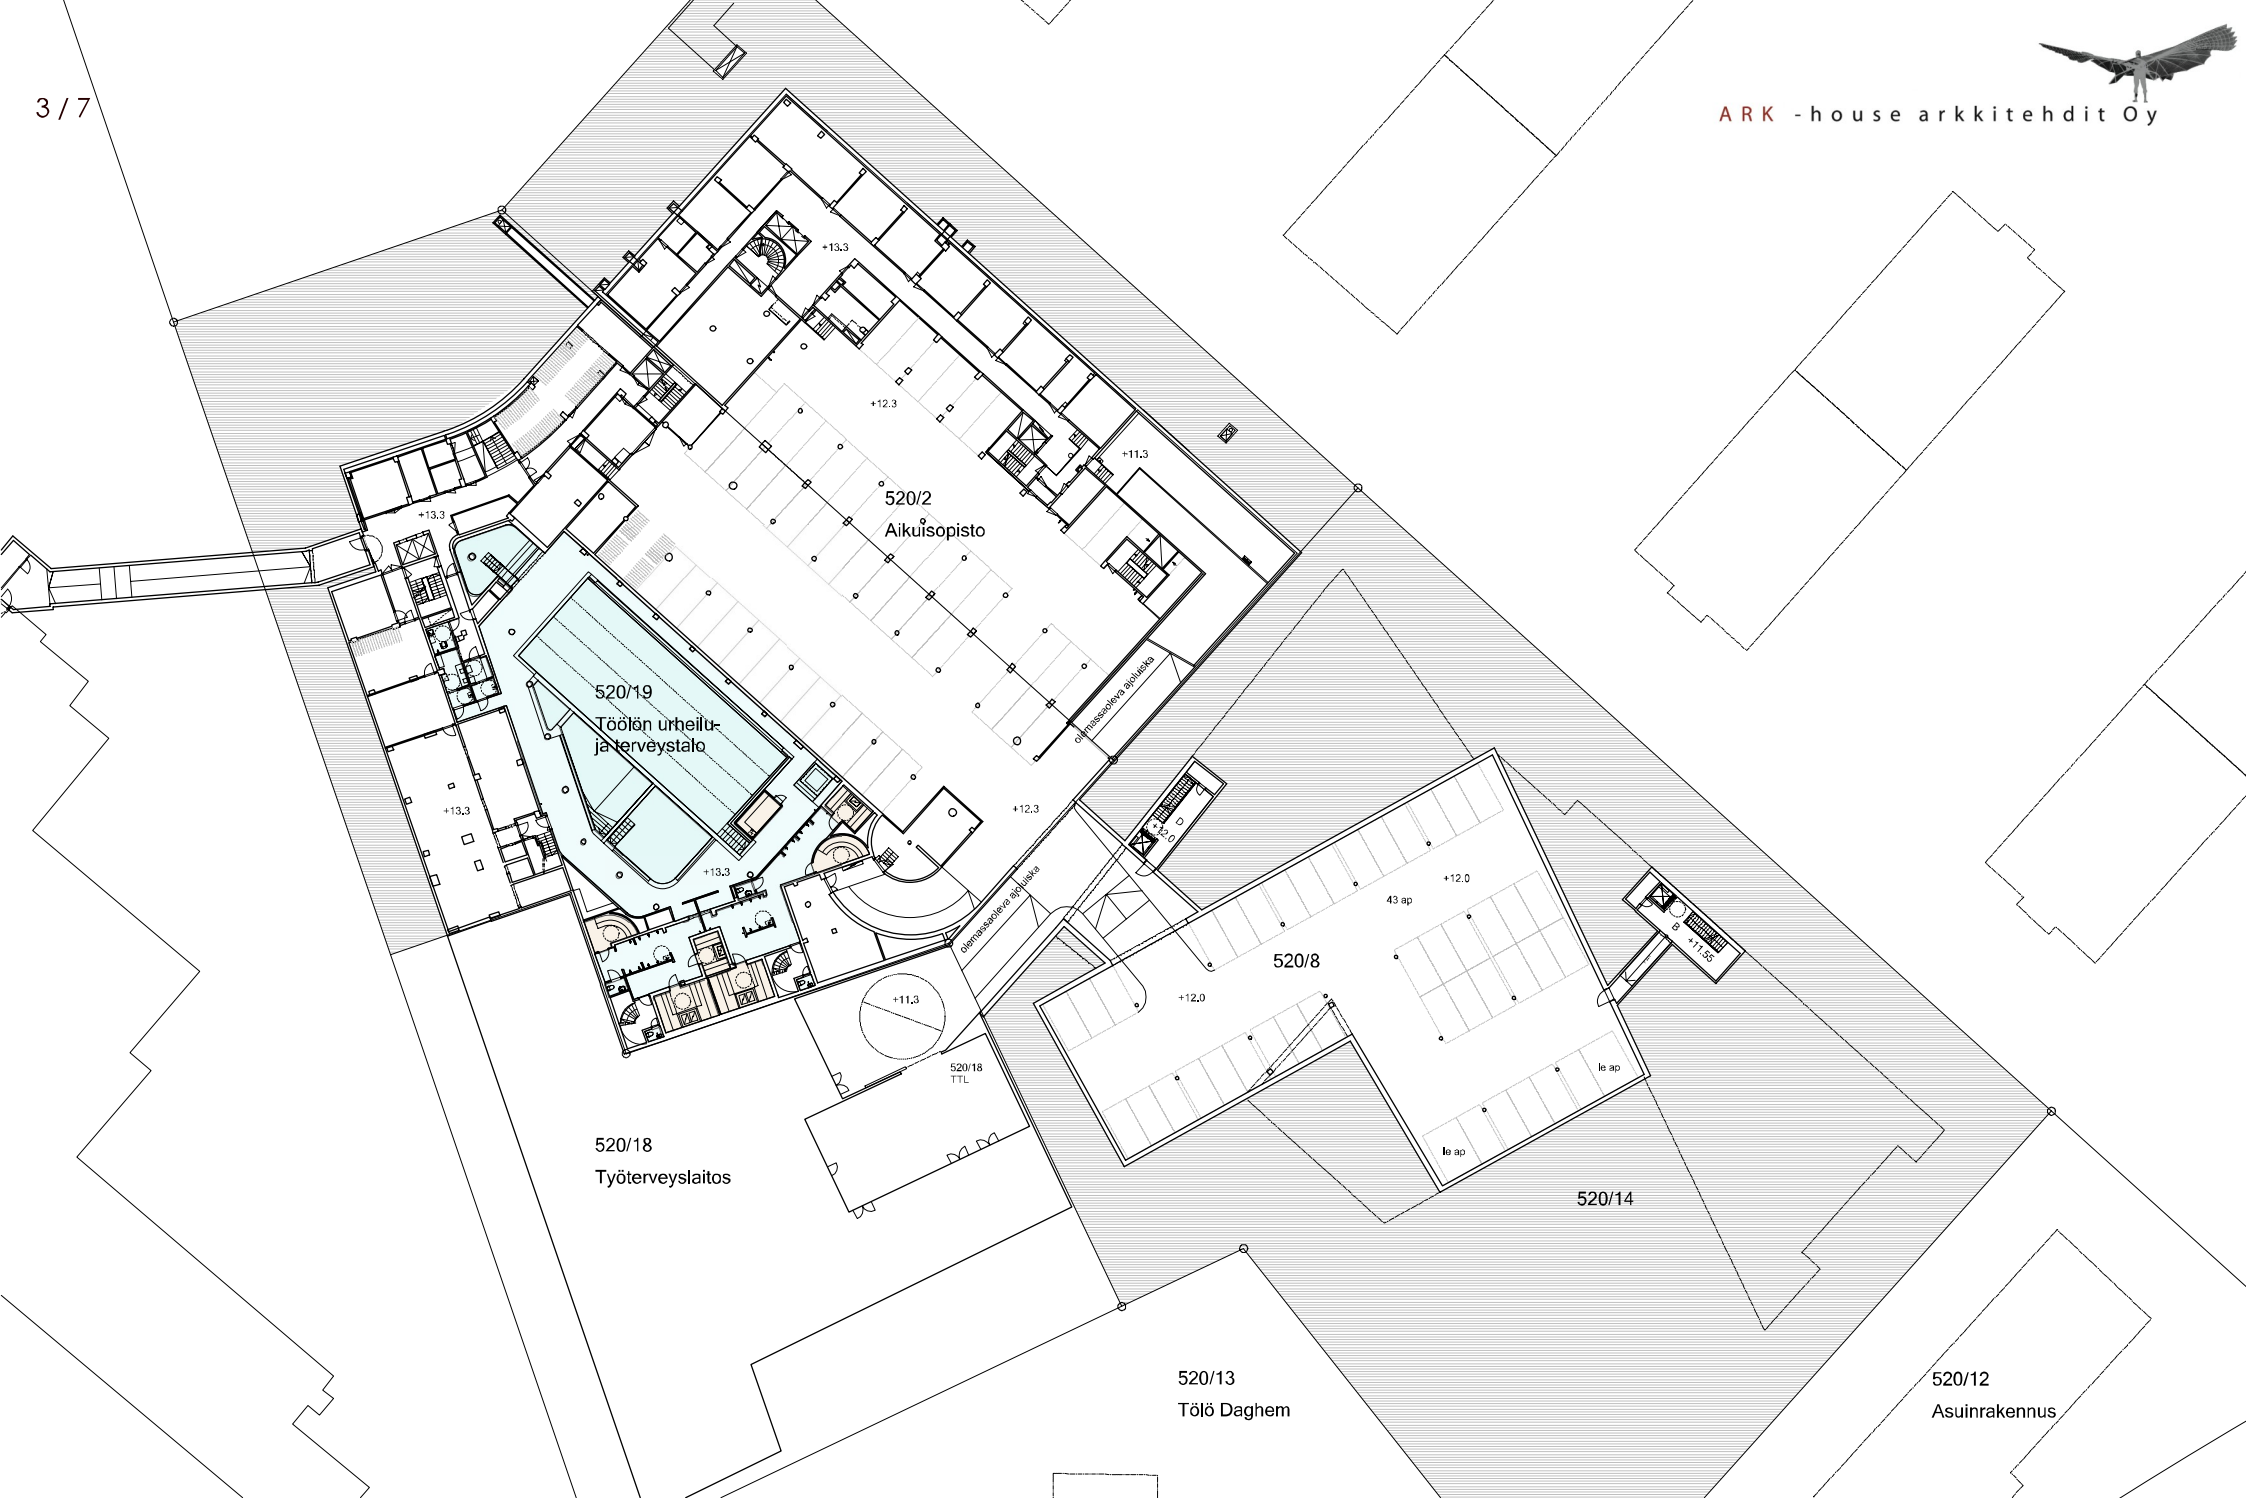 3 / 7
ARK -house arkkitehdit Oy
+13.3
+12.3
+11.3
520/2
Aikuisopisto
+13.3
olemassaoleva ajoluiska
520/19
Töölön urheilu-
ja terveystalo
+13.3
+12.3
D
+12.0
+13.3
olemassaoleva ajoluiska
43 ap
+12.0
B
+11.55
520/8
+11.3
+12.0
520/18
TTL
le ap
520/18
Työterveyslaitos
le ap
520/14
520/13
Tölö Daghem
520/12
Asuinrakennus